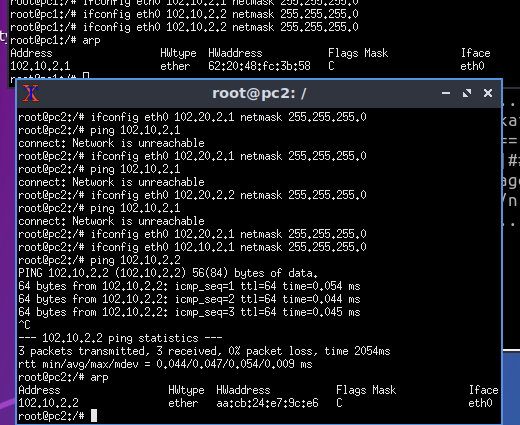 root@pc1:/# ifconfig eth0 102.10.2.1 netmask 255.255.255.0
root@pc1:/# ifconfig eth0 102.10.2.2 netmask 255.255.255.0
root@pc1:/# ifconfig eth0 102.10.2.2 netmask 255.255.255.0
root@pc1:/# arp
Address HWtype HWaddress Flags Mask Iface
102.10.2.1 ether 62:20:48:fc:3b:58 C eth0
root@pc1:/#
root@pc2: /
root@pc2:/# ifconfig eth0 102.20.2.1 netmask 255.255.255.0
root@pc2:/# ping 102.10.2.1
connect: Network is unreachable
root@pc2:/# ifconfig eth0 102.20.2.1 netmask 255.255.255.0
root@pc2:/# ping 102.10.2.1
connect: Network is unreachable
root@pc2:/# ifconfig eth0 102.20.2.2 netmask 255.255.255.0
root@pc2:/# ping 102.10.2.1
connect: Network is unreachable
root@pc2:/# ifconfig eth0 102.10.2.1 netmask 255.255.255.0
root@pc2:/# ifconfig eth0 102.10.2.1 netmask 255.255.255.0
root@pc2:/# ping 102.10.2.2
PING 102.10.2.2 (102.10.2.2) 56(84) bytes of data.
64 bytes from 102.10.2.2: icmp_seq=1 ttl=64 time=0.054 ms
64 bytes from 102.10.2.2: icmp_seq=2 ttl=64 time=0.044 ms
64 bytes from 102.10.2.2: icmp_seq=3 ttl=64 time=0.045 ms
^C
--- 102.10.2.2 ping statistics ---
3 packets transmitted, 3 received, 0% packet loss, time 2054ms
rtt min/avg/max/mdev = 0.044/0.047/0.054/0.009 ms
root@pc2:/# arp
Address HWtype HWaddress Flags Mask Iface
102.10.2.2 ether aa:cb:24:e7:9c:e6 C eth0
root@pc2:/#